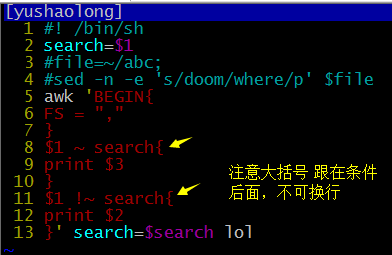 [yushaolong]
1 #! /bin/sh
2 search=$1
3 #file=~/abc;
4 #sed -n -e 's/doom/where/p' $file
5 awk 'BEGIN{
6 FS = ","
7 }
8 $1 ~ search{
9 print $3
10 }
11 $1 !~ search{
12 print $2
13 }' search=$search lol
~
注意大括号 跟在条件
后面，不可换行